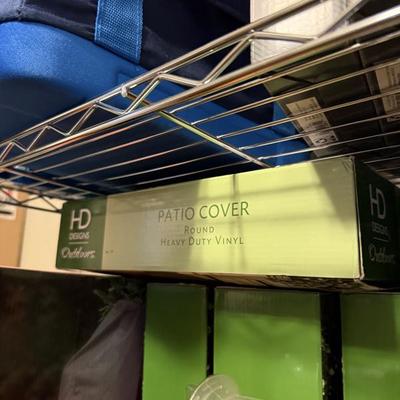 HD
DESIGNS
Outdoors
PATIO COVER
ROUND
HEAVY DUTY VINYL
HD
DESIGNS
Outdoors